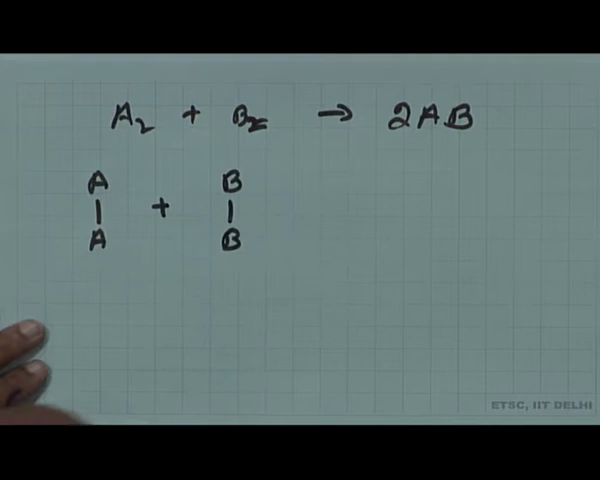 A₂ + B₂ → 2AB
A + B
| |
A B
ETSC, IIT DELHI